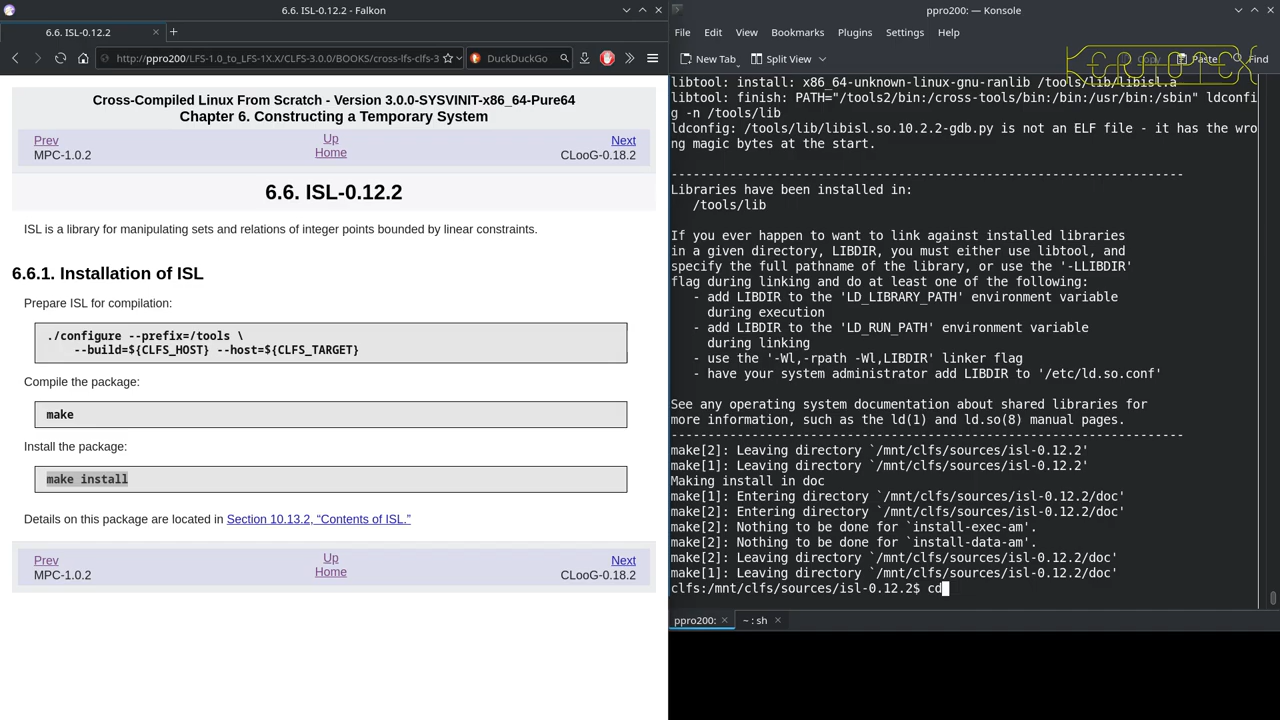 6.6. ISL-0.12.2 - Falkon
6.6. ISL-0.12.2
http://ppro200/LFS-1.0_to_LFS-1X.X/CLFS-3.0.0/BOOKS/cross-lfs-clfs-3
DuckDuckGo
Cross-Compiled Linux From Scratch - Version 3.0.0-SYSVINIT-x86_64-Pure64
Chapter 6. Constructing a Temporary System
Prev
MPC-1.0.2
Up
Home
Next
CLooG-0.18.2
6.6. ISL-0.12.2
ISL is a library for manipulating sets and relations of integer points bounded by linear constraints.
6.6.1. Installation of ISL
Prepare ISL for compilation:
./configure --prefix=/tools \
    --build=${CLFS_HOST} --host=${CLFS_TARGET}
Compile the package:
make
Install the package:
make install
Details on this package are located in Section 10.13.2, “Contents of ISL.”
Prev
MPC-1.0.2
Up
Home
Next
CLooG-0.18.2
ppro200: — Konsole
File Edit View Bookmarks Plugins Settings Help
New Tab Split View Copy Paste Find
KERNOTEX
libtool: install: x86_64-unknown-linux-gnu-ranlib /tools/lib/libisl.a
libtool: finish: PATH="/tools2/bin:/cross-tools/bin:/bin:/usr/bin:/sbin" ldconfi
g -n /tools/lib
ldconfig: /tools/lib/libisl.so.10.2.2-gdb.py is not an ELF file - it has the wro
ng magic bytes at the start.
----------------------------------------------------------------------
Libraries have been installed in:
   /tools/lib
If you ever happen to want to link against installed libraries
in a given directory, LIBDIR, you must either use libtool, and
specify the full pathname of the library, or use the '-LLIBDIR'
flag during linking and do at least one of the following:
   - add LIBDIR to the 'LD_LIBRARY_PATH' environment variable
     during execution
   - add LIBDIR to the 'LD_RUN_PATH' environment variable
     during linking
   - use the '-Wl,-rpath -Wl,LIBDIR' linker flag
   - have your system administrator add LIBDIR to '/etc/ld.so.conf'
See any operating system documentation about shared libraries for
more information, such as the ld(1) and ld.so(8) manual pages.
----------------------------------------------------------------------
make[2]: Leaving directory `/mnt/clfs/sources/isl-0.12.2'
make[1]: Leaving directory `/mnt/clfs/sources/isl-0.12.2'
Making install in doc
make[1]: Entering directory `/mnt/clfs/sources/isl-0.12.2/doc'
make[2]: Entering directory `/mnt/clfs/sources/isl-0.12.2/doc'
make[2]: Nothing to be done for `install-exec-am'.
make[2]: Nothing to be done for `install-data-am'.
make[2]: Leaving directory `/mnt/clfs/sources/isl-0.12.2/doc'
make[1]: Leaving directory `/mnt/clfs/sources/isl-0.12.2/doc'
clfs:/mnt/clfs/sources/isl-0.12.2$ cd
ppro200:
~ : sh